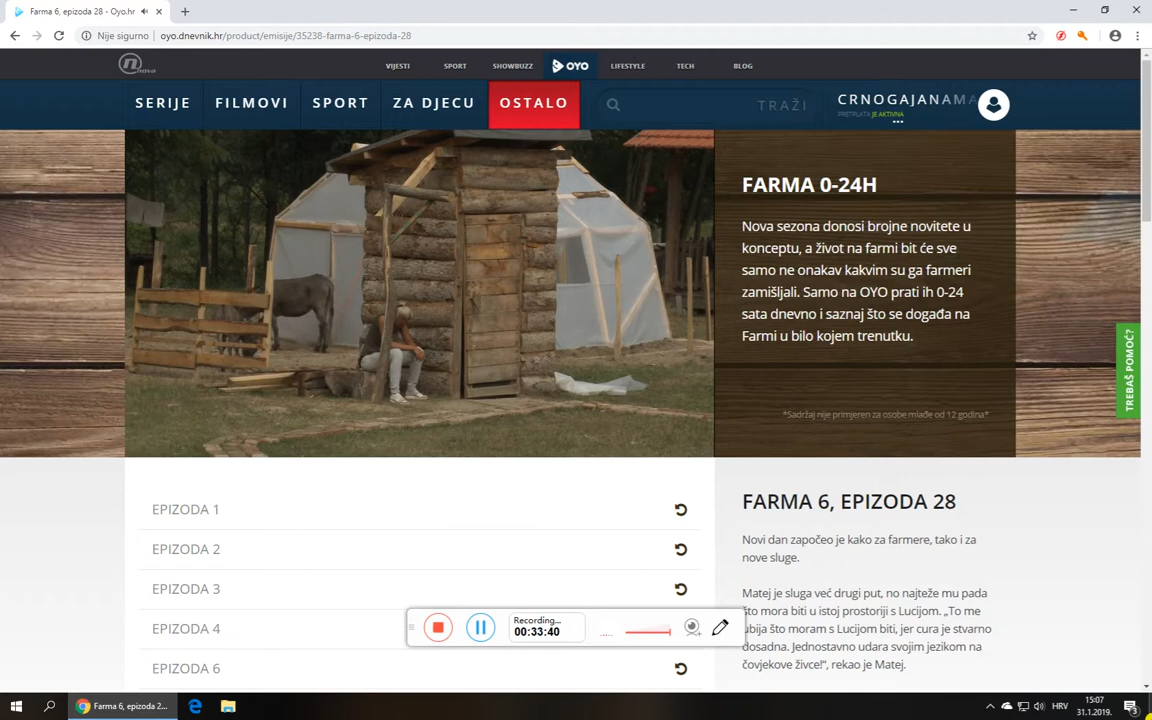 Farma 6, epizoda 28 - Oyo.hr
Nije sigurno
oyo.dnevnik.hr/product/emisije/35238-farma-6-epizoda-28
nova
VIJESTI
SPORT
SHOWBUZZ
OYO
LIFESTYLE
TECH
BLOG
SERIJE
FILMOVI
SPORT
ZA DJECU
OSTALO
TRAŽI
CRNOGAJANAMA
PRETPLATA JE AKTIVNA
FARMA 0-24H
Nova sezona donosi brojne novitete u
konceptu, a život na farmi bit će sve
samo ne onakav kakvim su ga farmeri
zamišljali. Samo na OYO prati ih 0-24
sata dnevno i saznaj što se događa na
Farmi u bilo kojem trenutku.
*Sadržaj nije primjeren za osobe mlađe od 12 godina*
TREBAŠ POMOĆ?
EPIZODA 1
EPIZODA 2
EPIZODA 3
EPIZODA 4
EPIZODA 6
FARMA 6, EPIZODA 28
Novi dan započeo je kako za farmere, tako i za
nove sluge.
Matej je sluga već drugi put, no najteže mu pada
što mora biti u istoj prostoriji s Lucijom. „To me
ubija što moram s Lucijom biti, jer cura je stvarno
dosadna. Jednostavno udara svojim jezikom na
čovjekove živce!“, rekao je Matej.
Recording...
00:33:40
Farma 6, epizoda 2...
HRV
15:07
31.1.2019.
3